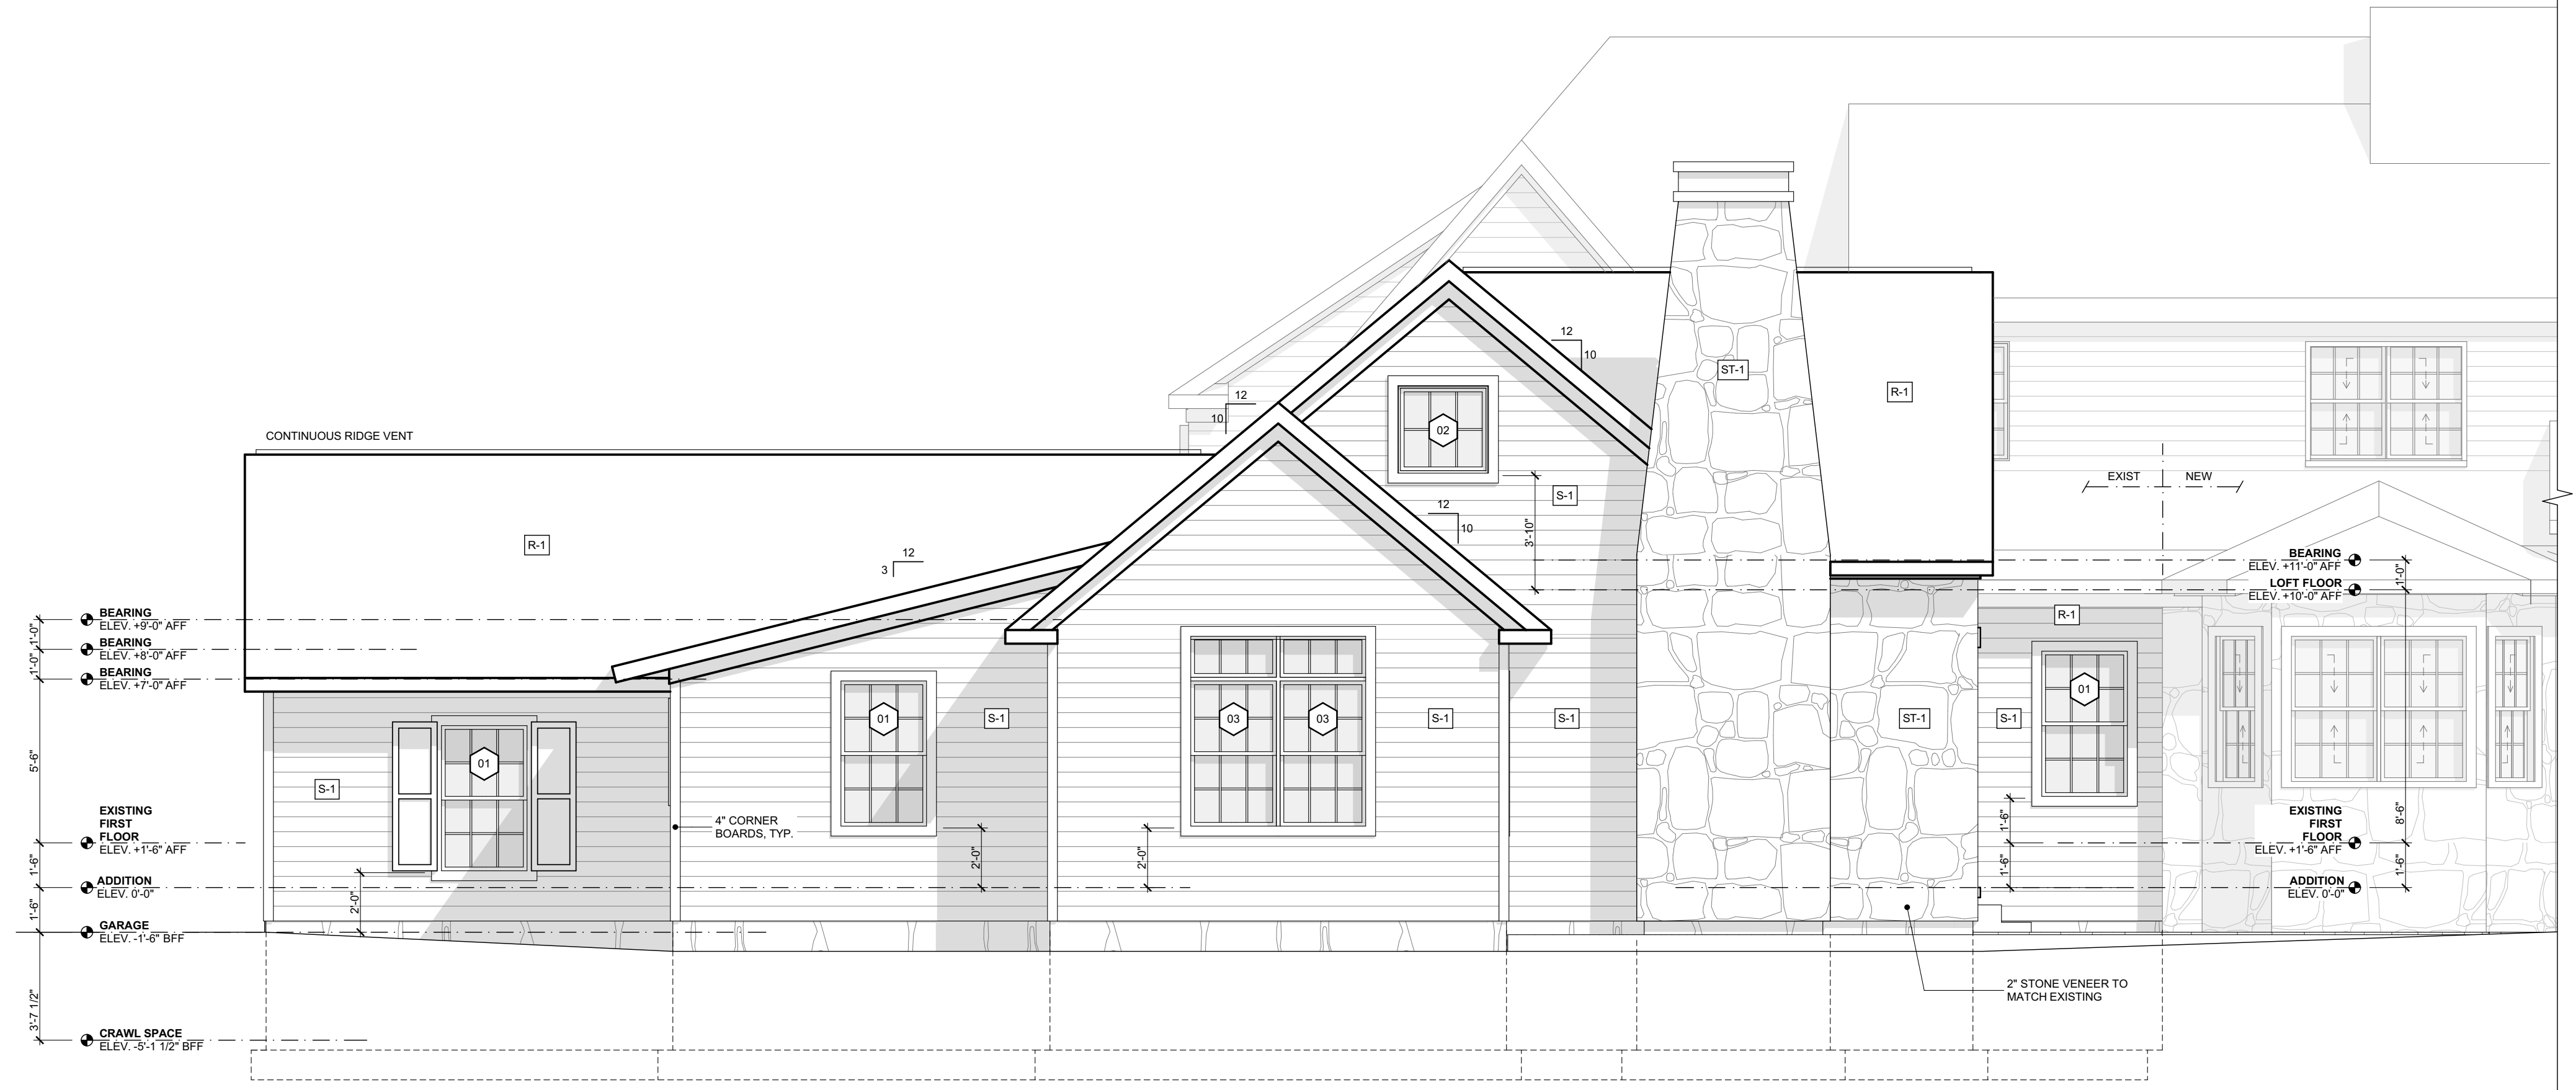 12
10
ST-1
R-1
12
10
02
CONTINUOUS RIDGE VENT
EXIST
NEW
S-1
12
10
3'-10"
R-1
12
3
BEARING
ELEV. +11'-0" AFF
1'-0"
LOFT FLOOR
ELEV. +10'-0" AFF
BEARING
ELEV. +9'-0" AFF
1'-0"
BEARING
ELEV. +8'-0" AFF
1'-0"
BEARING
ELEV. +7'-0" AFF
R-1
01
01
S-1
03
03
S-1
S-1
ST-1
S-1
01
S-1
5'-6"
4" CORNER
BOARDS, TYP.
EXISTING
FIRST
FLOOR
ELEV. +1'-6" AFF
1'-6"
ADDITION
ELEV. 0'-0"
1'-6"
GARAGE
ELEV. -1'-6" BFF
2'-0"
2'-0"
2'-0"
1'-6"
1'-6"
8'-6"
EXISTING
FIRST
FLOOR
ELEV. +1'-6" AFF
1'-6"
ADDITION
ELEV. 0'-0"
3'-7 1/2"
CRAWL SPACE
ELEV. -5'-1 1/2" BFF
2" STONE VENEER TO
MATCH EXISTING